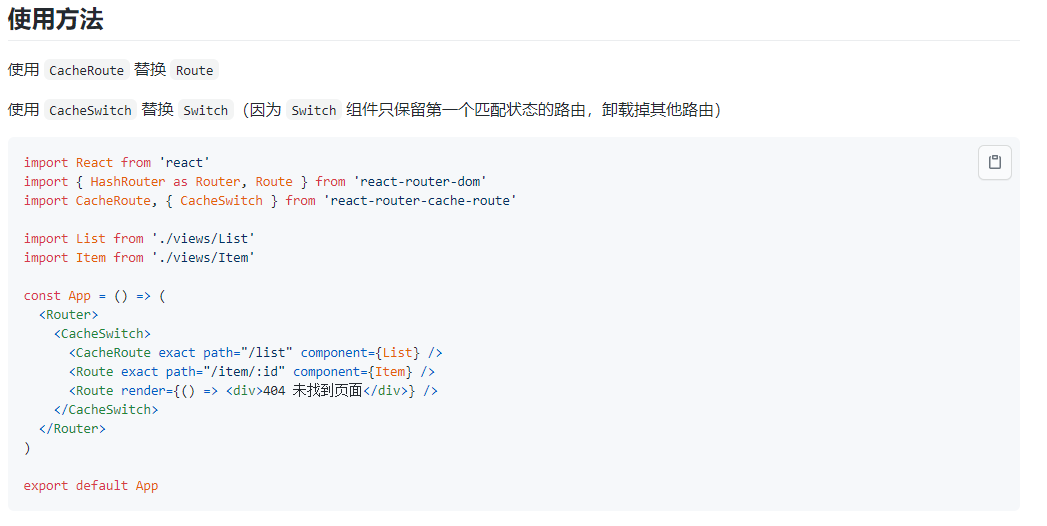 使用方法
使用 CacheRoute 替换 Route
使用 CacheSwitch 替换 Switch（因为 Switch 组件只保留第一个匹配状态的路由，卸载掉其他路由）
import React from 'react'
import { HashRouter as Router, Route } from 'react-router-dom'
import CacheRoute, { CacheSwitch } from 'react-router-cache-route'
import List from './views/List'
import Item from './views/Item'
const App = () => (
<Router>
<CacheSwitch>
<CacheRoute exact path="/list" component={List} />
<Route exact path="/item/:id" component={Item} />
<Route render={() => <div>404 未找到页面</div>} />
</CacheSwitch>
</Router>
)
export default App